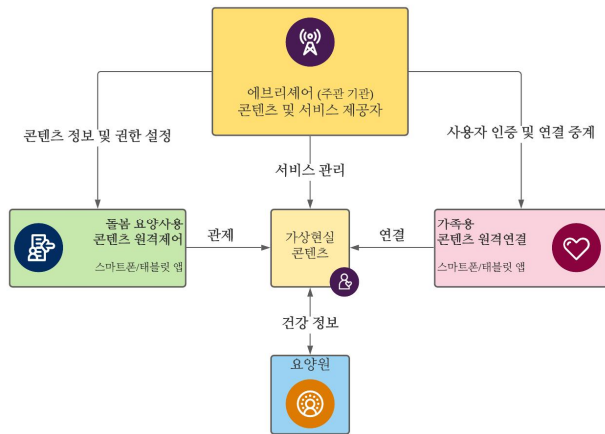 에브리셰어 (주관 기관)
콘텐츠 및 서비스 제공자
콘텐츠 정보 및 권한 설정
사용자 인증 및 연결 중계
서비스 관리
돌봄 요양사용
콘텐츠 원격제어
스마트폰/태블릿 앱
관제
가상현실
콘텐츠
연결
가족용
콘텐츠 원격연결
스마트폰/태블릿 앱
건강 정보
요양원